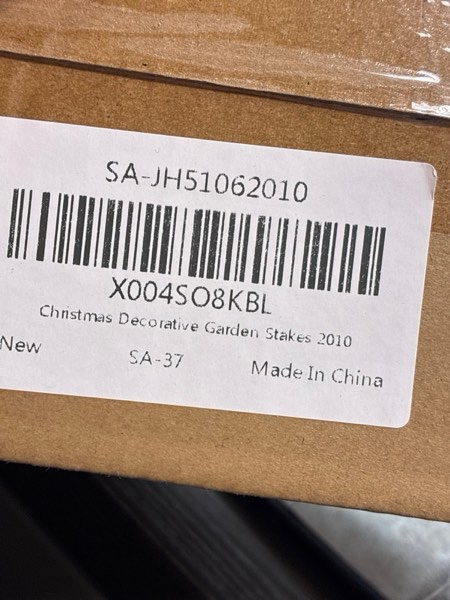 SA-JH51062010
X004SO8KBL
Christmas Decorative Garden Stakes 2010
New
SA-37
Made In China